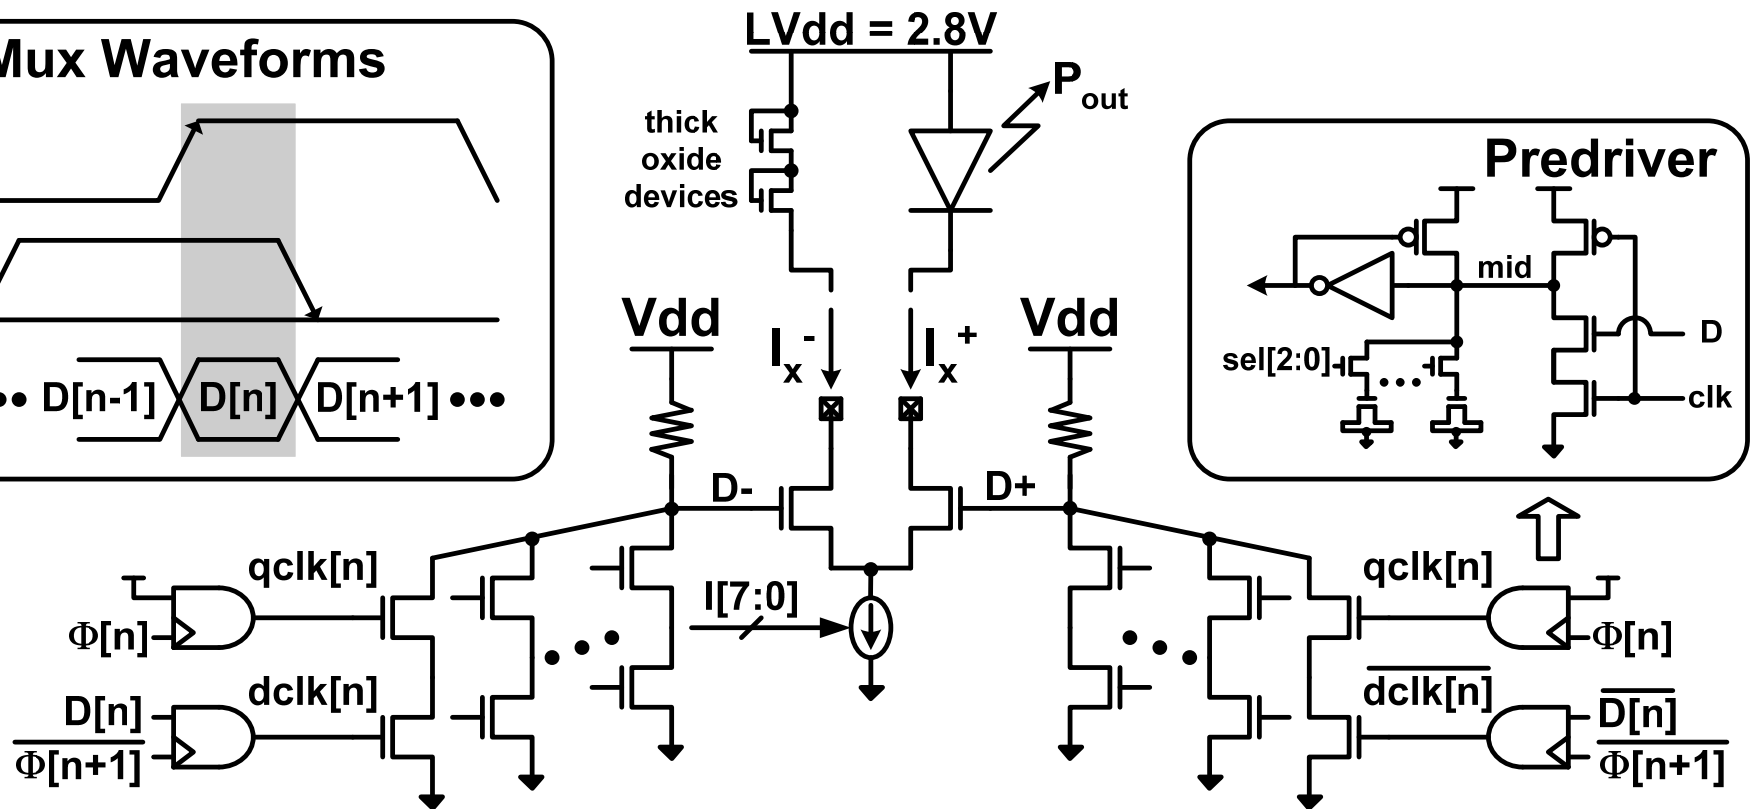 Mux Waveforms
D[n-1] D[n] D[n+1]
LVdd = 2.8V
thick
oxide
devices
Pout
Ix-
Ix+
Vdd
Vdd
D-
D+
I[7:0]
qclk[n]
Φ[n]
dclk[n]
D[n]
Φ[n+1]
qclk[n]
Φ[n]
dclk[n]
D[n]
Φ[n+1]
Predriver
mid
D
sel[2:0]
clk